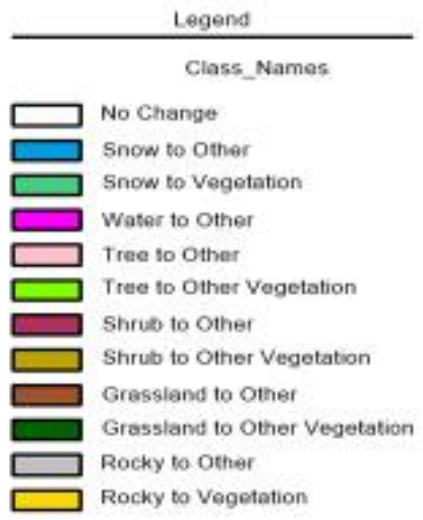 Legend
Class_Names
No Change
Snow to Other
Snow to Vegetation
Water to Other
Tree to Other
Tree to Other Vegetation
Shrub to Other
Shrub to Other Vegetation
Grassland to Other
Grassland to Other Vegetation
Rocky to Other
Rocky to Vegetation